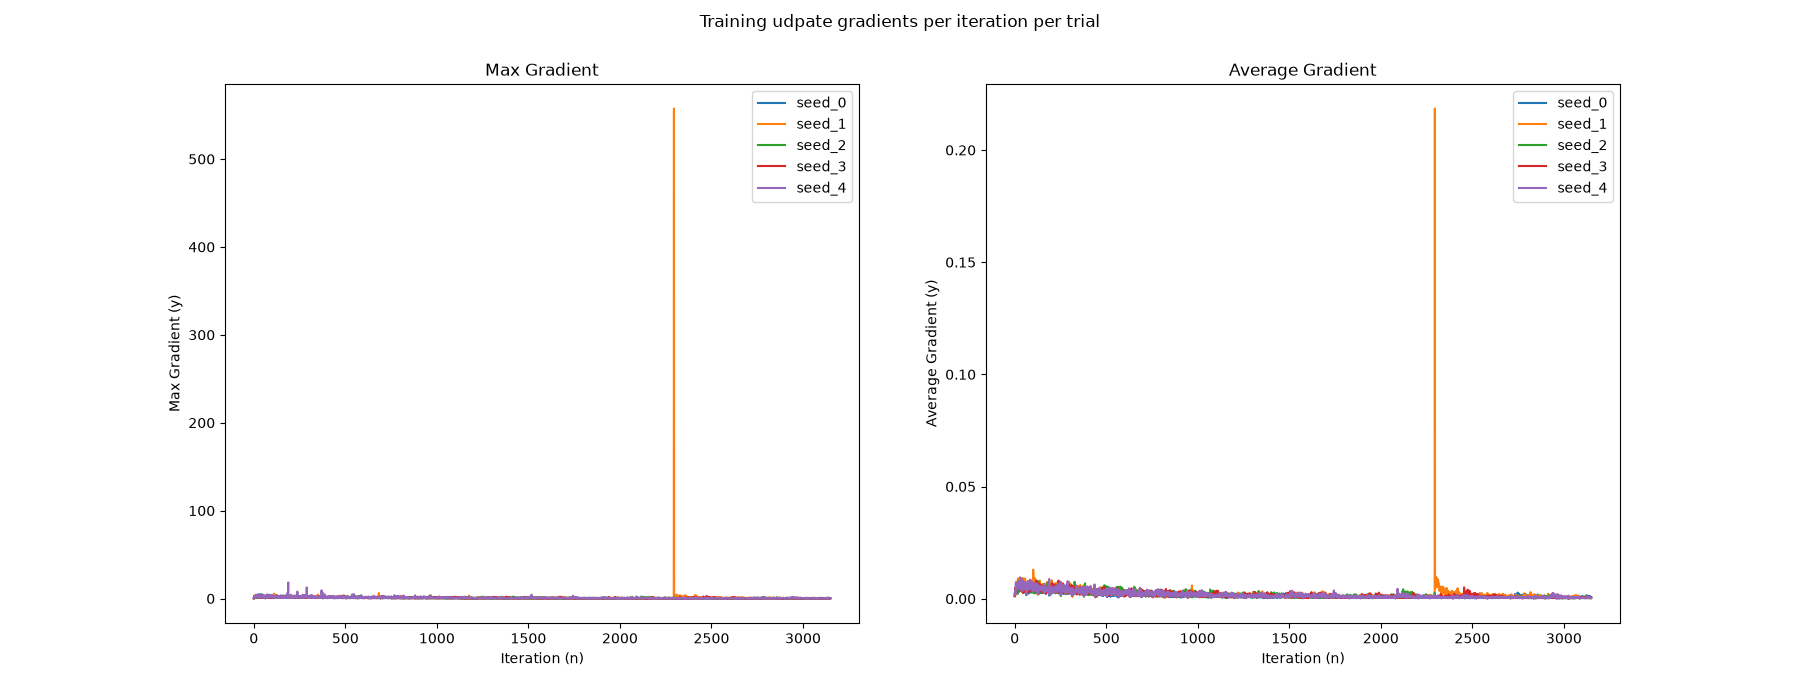 Training udpate gradients per iteration per trial
Max Gradient
Max Gradient (y)
500
400
300
200
100
0
0 500 1000 1500 2000 2500 3000
Iteration (n)
seed_0
seed_1
seed_2
seed_3
seed_4
Average Gradient
Average Gradient (y)
0.20
0.15
0.10
0.05
0.00
0 500 1000 1500 2000 2500 3000
Iteration (n)
seed_0
seed_1
seed_2
seed_3
seed_4